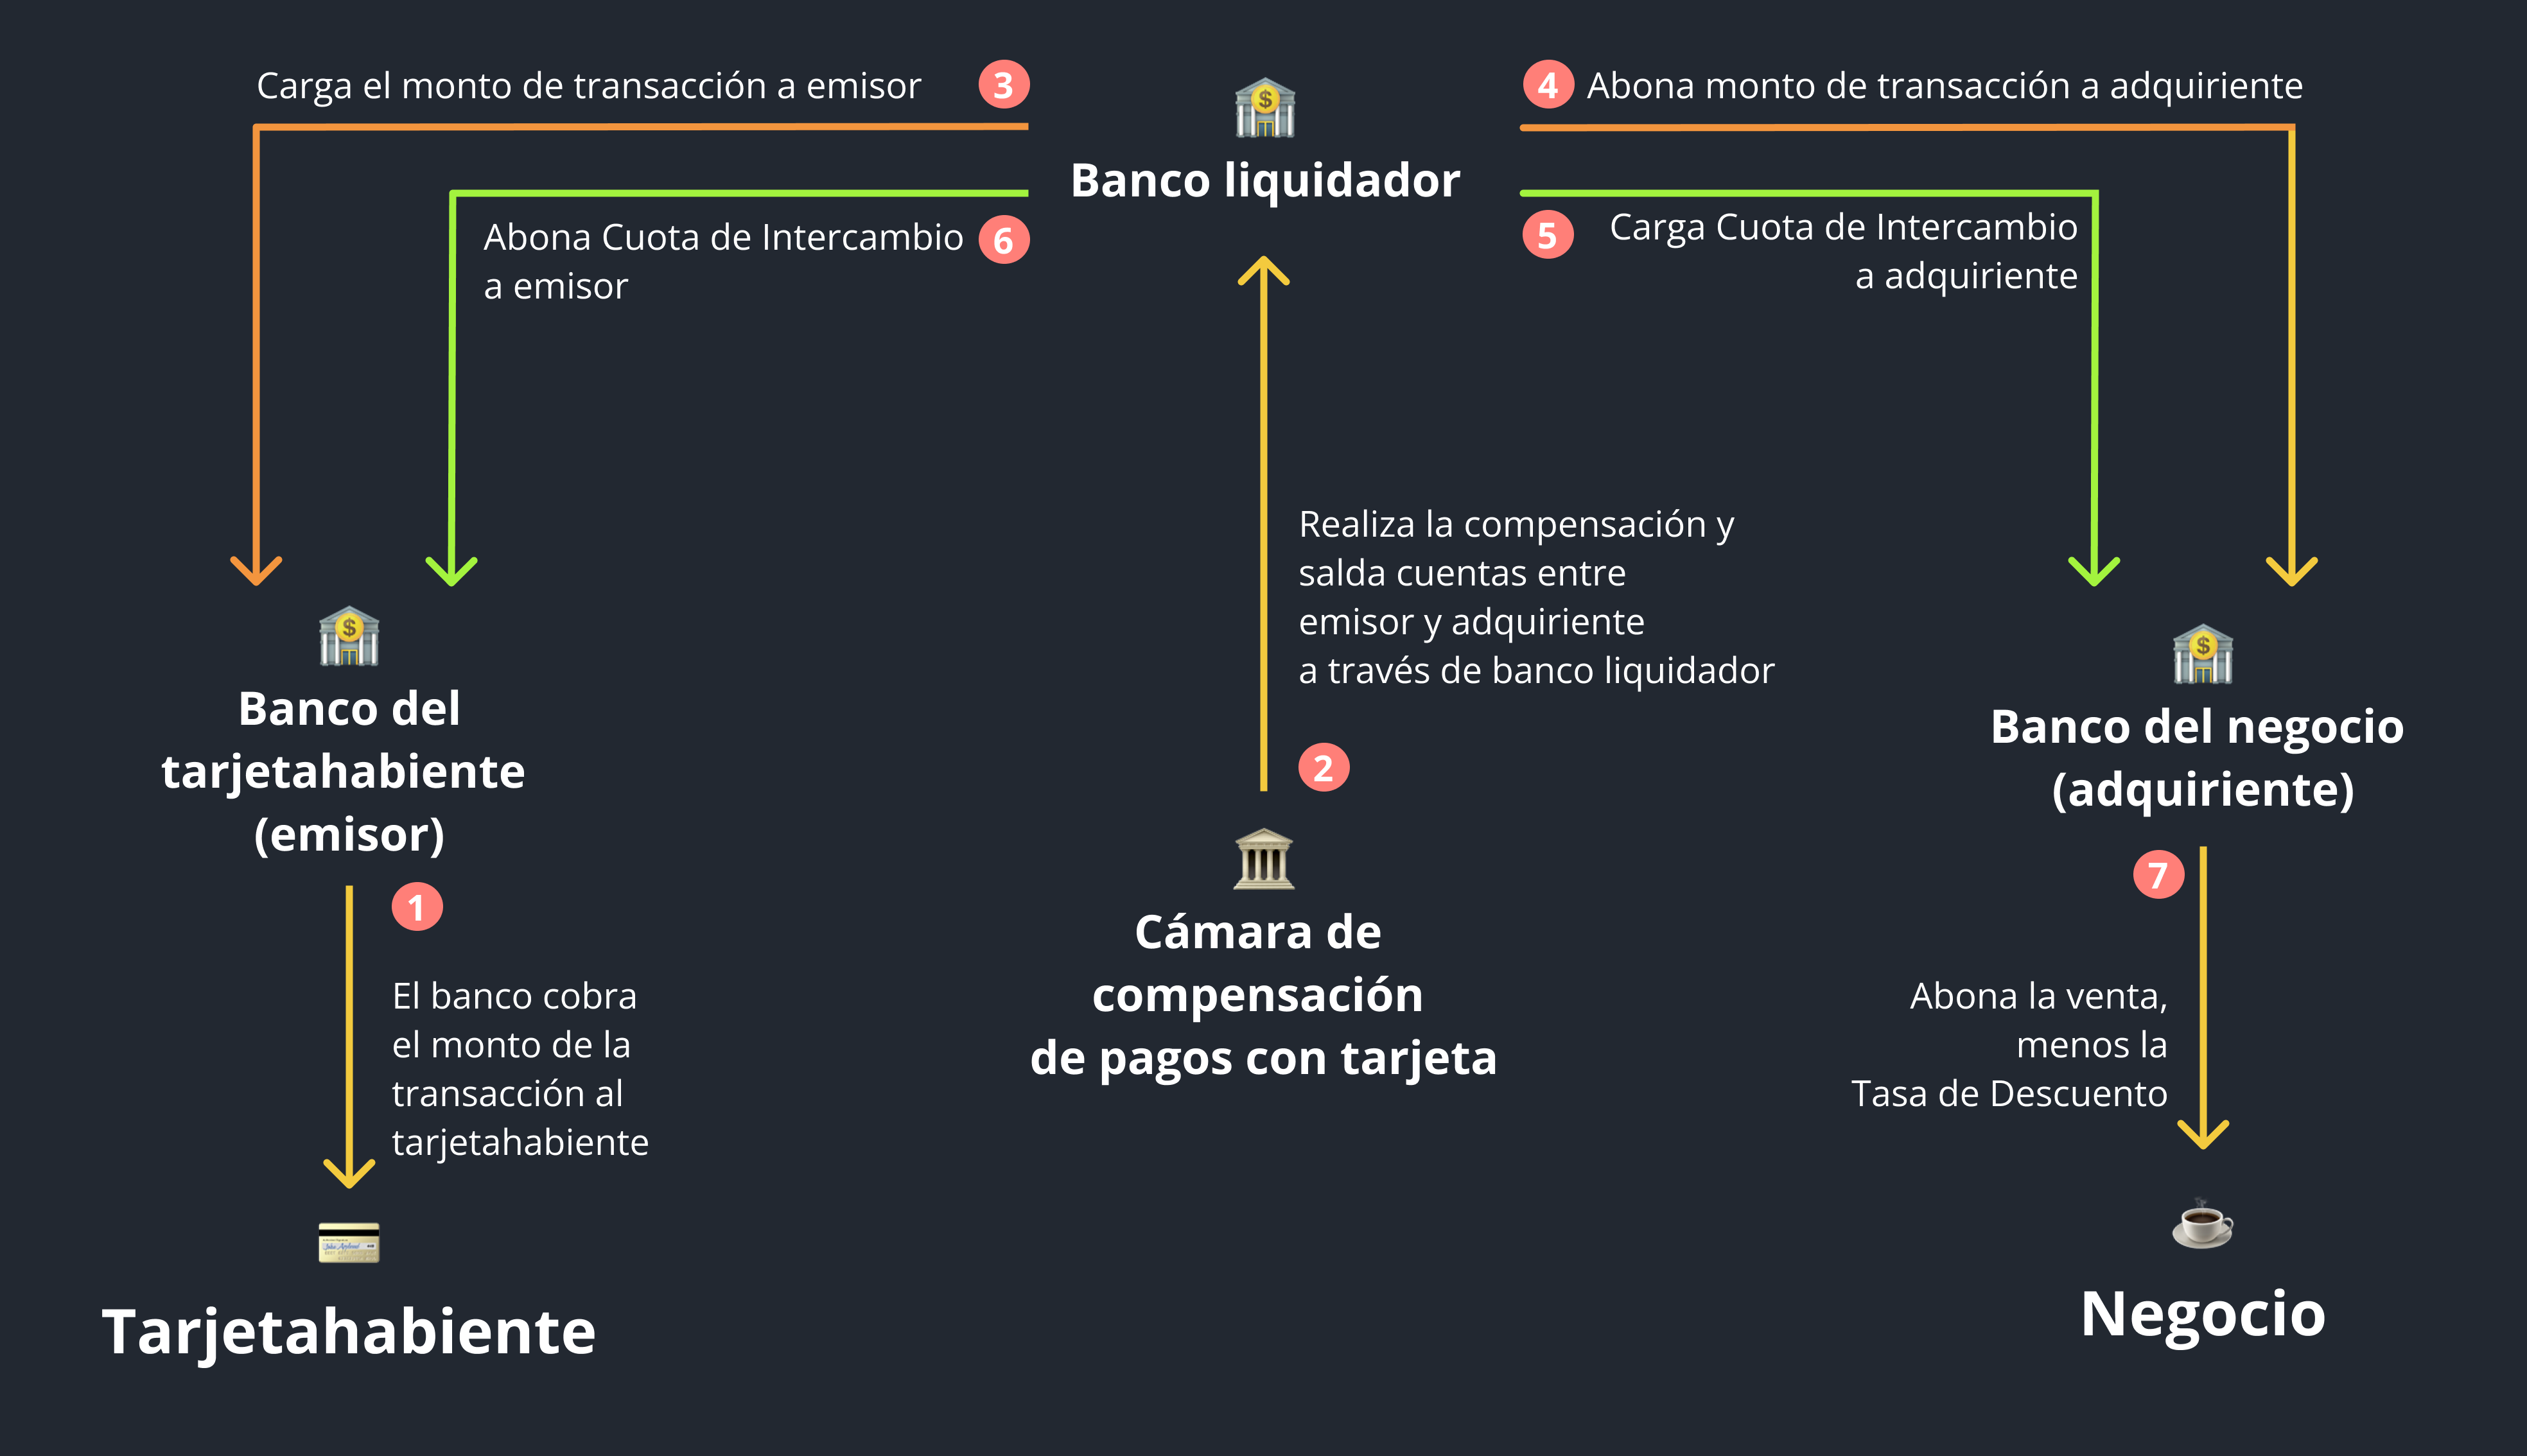 Carga el monto de transacción a emisor
3
4
Abona monto de transacción a adquiriente
Banco liquidador
Abona Cuota de Intercambio
a emisor
6
5
Carga Cuota de Intercambio
a adquiriente
Realiza la compensación y
salda cuentas entre
emisor y adquiriente
a través de banco liquidador
2
Banco del
tarjetahabiente
(emisor)
Banco del negocio
(adquiriente)
1
El banco cobra
el monto de la
transacción al
tarjetahabiente
Cámara de
compensación
de pagos con tarjeta
7
Abona la venta,
menos la
Tasa de Descuento
Tarjetahabiente
Negocio